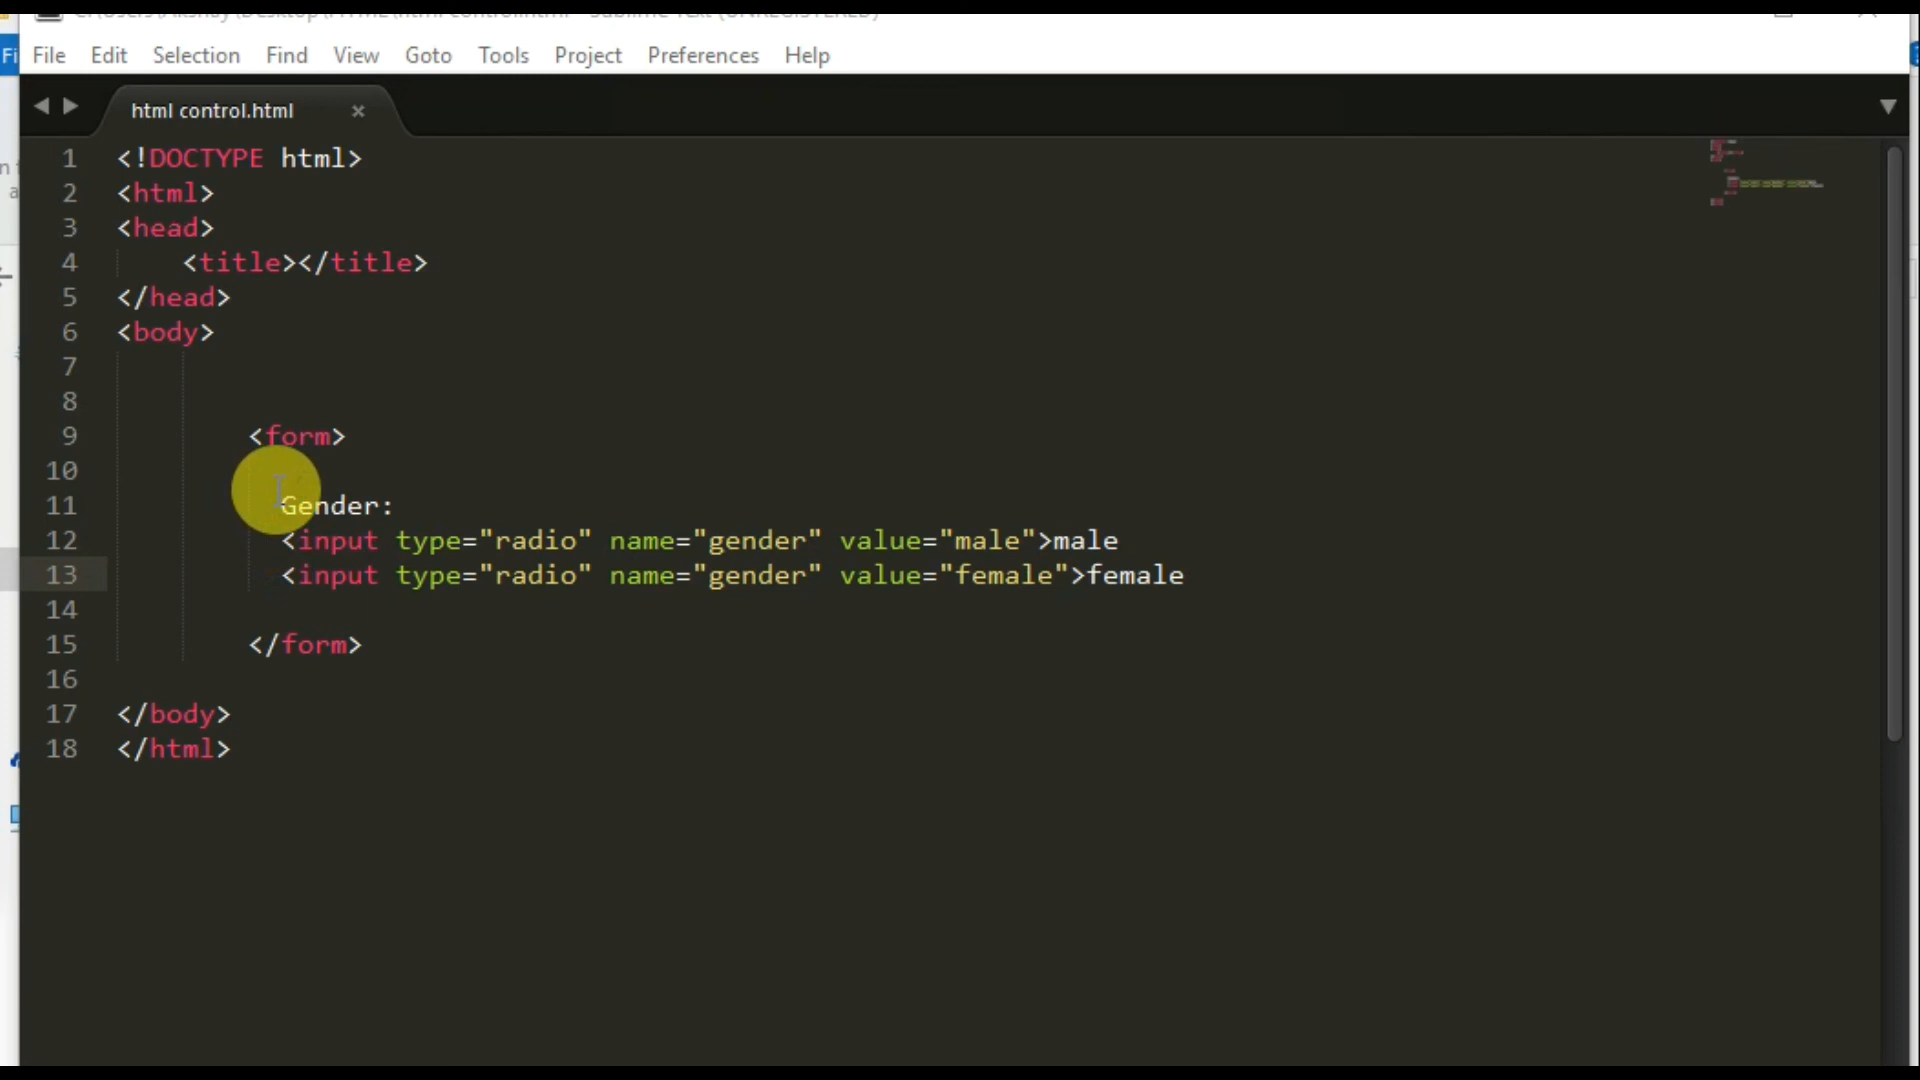 File Edit Selection Find View Goto Tools Project Preferences Help
html control.html
1 <!DOCTYPE html>
2 <html>
3 <head>
4 <title></title>
5 </head>
6 <body>
7
8
9 <form>
10
11 Gender:
12 <input type="radio" name="gender" value="male">male
13 <input type="radio" name="gender" value="female">female
14
15 </form>
16
17 </body>
18 </html>